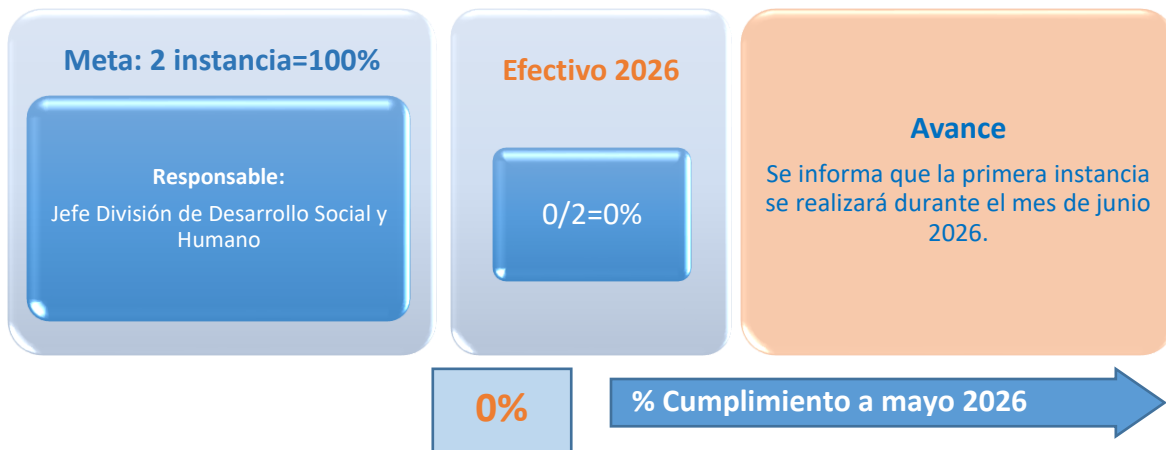 Meta: 2 instancia=100%
Responsable:
Jefe División de Desarrollo Social y
Humano
Efectivo 2026
0/2=0%
Avance
Se informa que la primera instancia
se realizará durante el mes de junio
2026.
0%
% Cumplimiento a mayo 2026